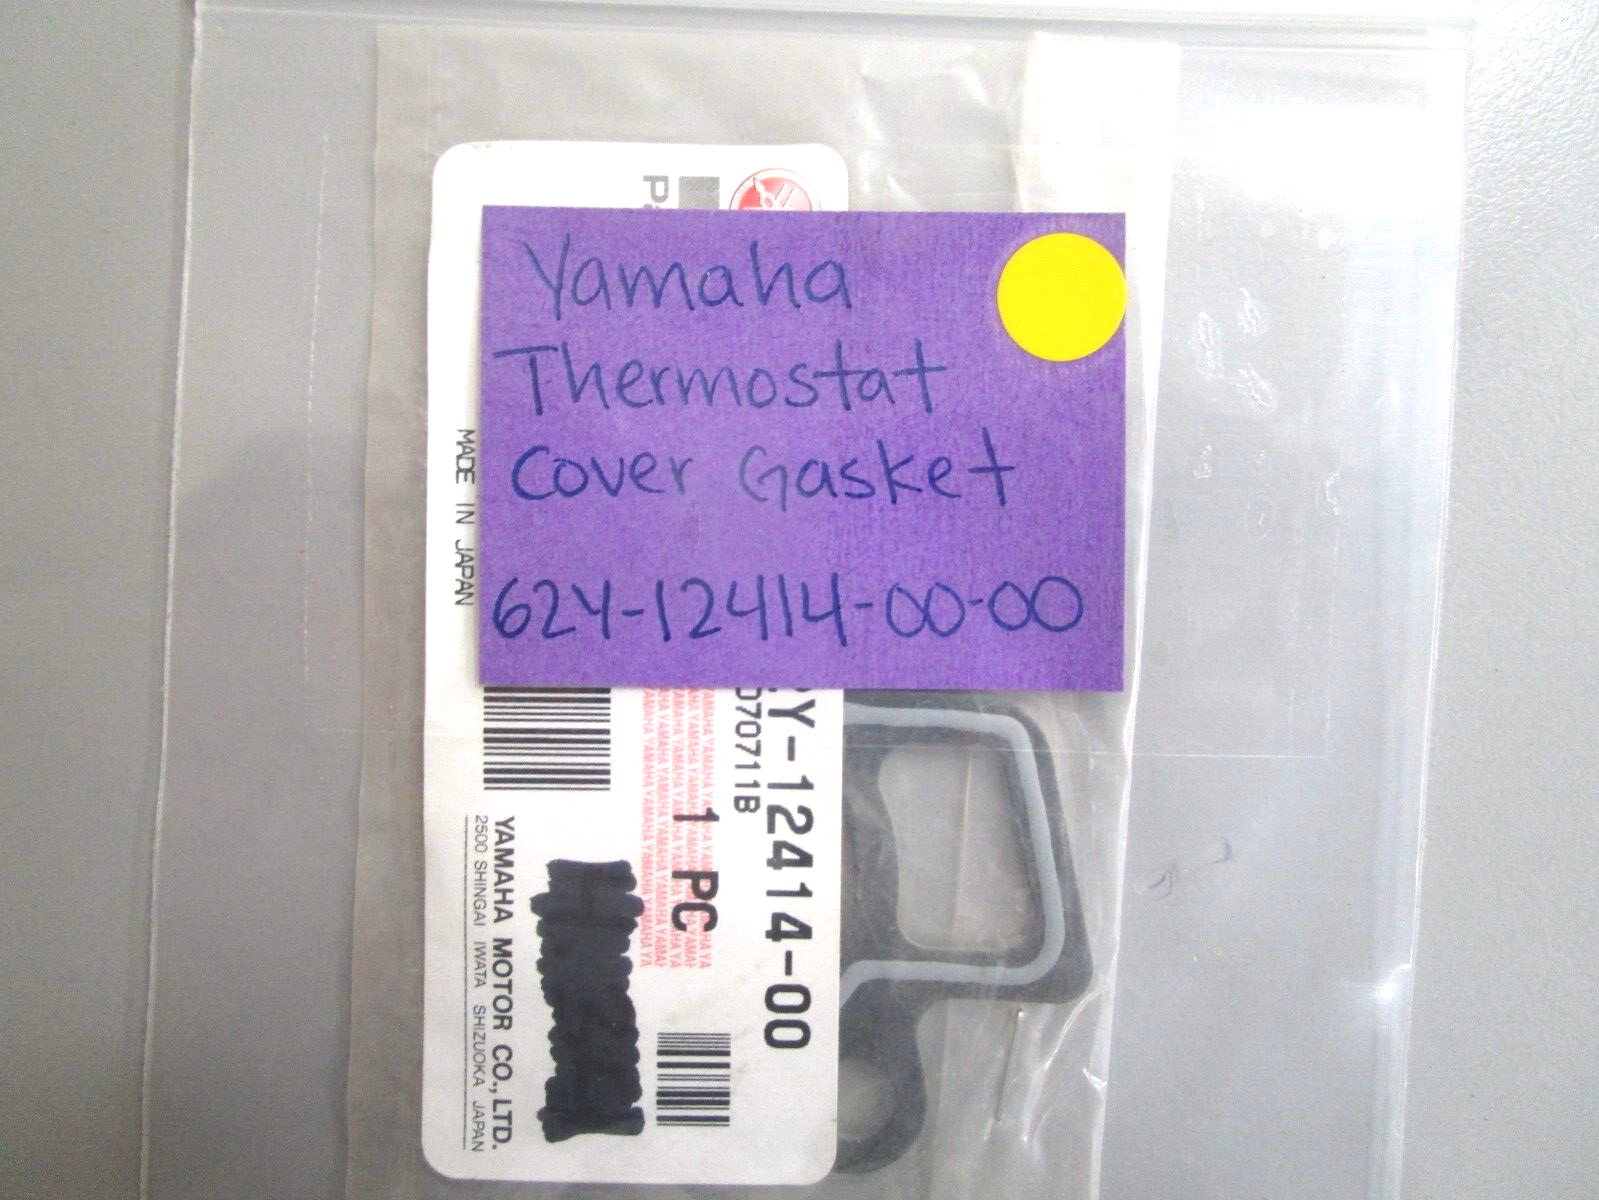 Yamaha
Thermostat
Cover Gasket
62Y-12414-00-00
MADE IN JAPAN
Y-12414-00
070711B
1 PC
YAMAHA MOTOR CO., LTD.
2500 SHINGAI IWATA SHIZUOKA JAPAN